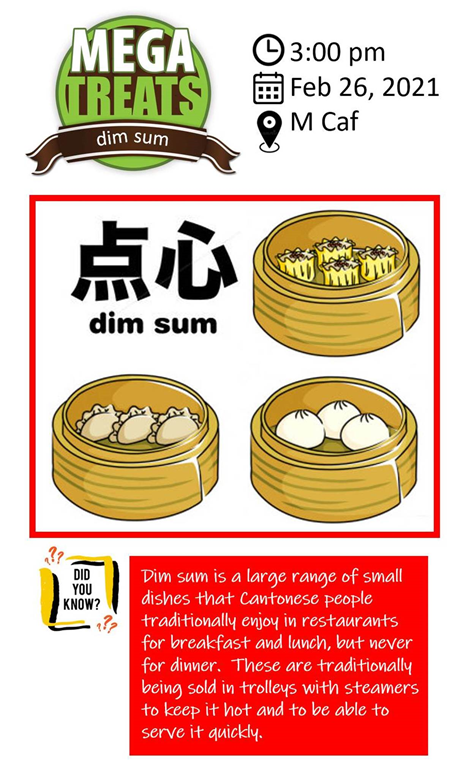 MEGA
TREATS
dim sum
3:00 pm
Feb 26, 2021
M Caf
点心
dim sum
DID
YOU
KNOW?
Dim sum is a large range of small
dishes that Cantonese people
traditionally enjoy in restaurants
for breakfast and lunch, but never
for dinner. These are traditionally
being sold in trolleys with steamers
to keep it hot and to be able to
serve it quickly.